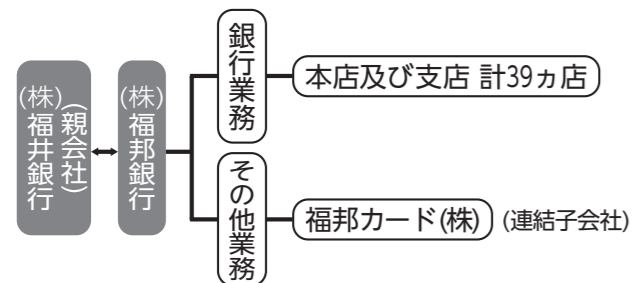 (株)福井銀行
(親会社)
(株)福邦銀行
銀行業務
本店及び支店 計39ヵ店
その他業務
福邦カード(株)
(連結子会社)